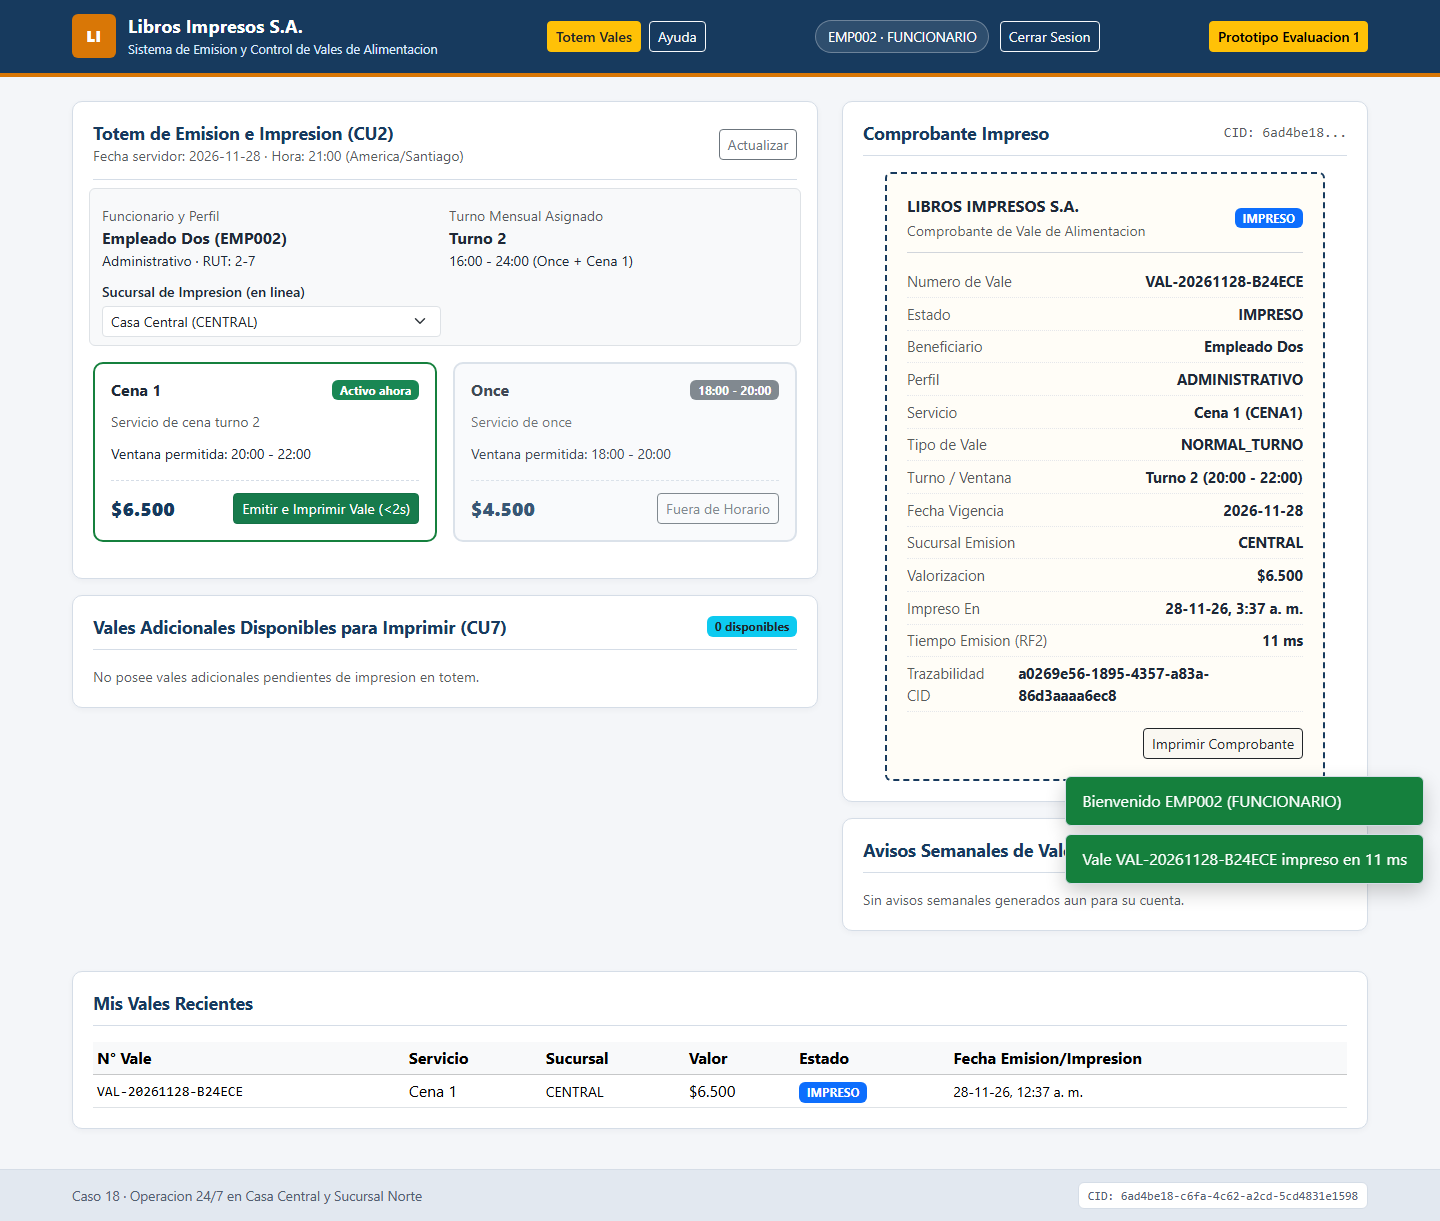 LI
Libros Impresos S.A.
Sistema de Emision y Control de Vales de Alimentacion
Totem Vales
Ayuda
EMP002 · FUNCIONARIO
Cerrar Sesion
Prototipo Evaluacion 1
Totem de Emision e Impresion (CU2)
Fecha servidor: 2026-11-28 · Hora: 21:00 (America/Santiago)
Actualizar
Funcionario y Perfil
Empleado Dos (EMP002)
Administrativo · RUT: 2-7
Turno Mensual Asignado
Turno 2
16:00 - 24:00 (Once + Cena 1)
Sucursal de Impresion (en linea)
Casa Central (CENTRAL)
Cena 1
Activo ahora
Servicio de cena turno 2
Ventana permitida: 20:00 - 22:00
$6.500
Emitir e Imprimir Vale (<2s)
Once
18:00 - 20:00
Servicio de once
Ventana permitida: 18:00 - 20:00
$4.500
Fuera de Horario
Vales Adicionales Disponibles para Imprimir (CU7)
0 disponibles
No posee vales adicionales pendientes de impresion en totem.
Comprobante Impreso
CID: 6ad4be18...
LIBROS IMPRESOS S.A.
Comprobante de Vale de Alimentacion
IMPRESO
Numero de Vale VAL-20261128-B24ECE
Estado IMPRESO
Beneficiario Empleado Dos
Perfil ADMINISTRATIVO
Servicio Cena 1 (CENA1)
Tipo de Vale NORMAL_TURNO
Turno / Ventana Turno 2 (20:00 - 22:00)
Fecha Vigencia 2026-11-28
Sucursal Emision CENTRAL
Valorizacion $6.500
Impreso En 28-11-26, 3:37 a. m.
Tiempo Emision (RF2) 11 ms
Trazabilidad CID a0269e56-1895-4357-a83a-
86d3aaaa6ec8
Imprimir Comprobante
Bienvenido EMP002 (FUNCIONARIO)
Vale VAL-20261128-B24ECE impreso en 11 ms
Avisos Semanales de
Sin avisos semanales generados aun para su cuenta.
Mis Vales Recientes
N° Vale Servicio Sucursal Valor Estado Fecha Emision/Impresion
VAL-20261128-B24ECE Cena 1 CENTRAL $6.500 IMPRESO 28-11-26, 12:37 a. m.
Caso 18 · Operacion 24/7 en Casa Central y Sucursal Norte
CID: 6ad4be18-c6fa-4c62-a2cd-5cd4831e1598